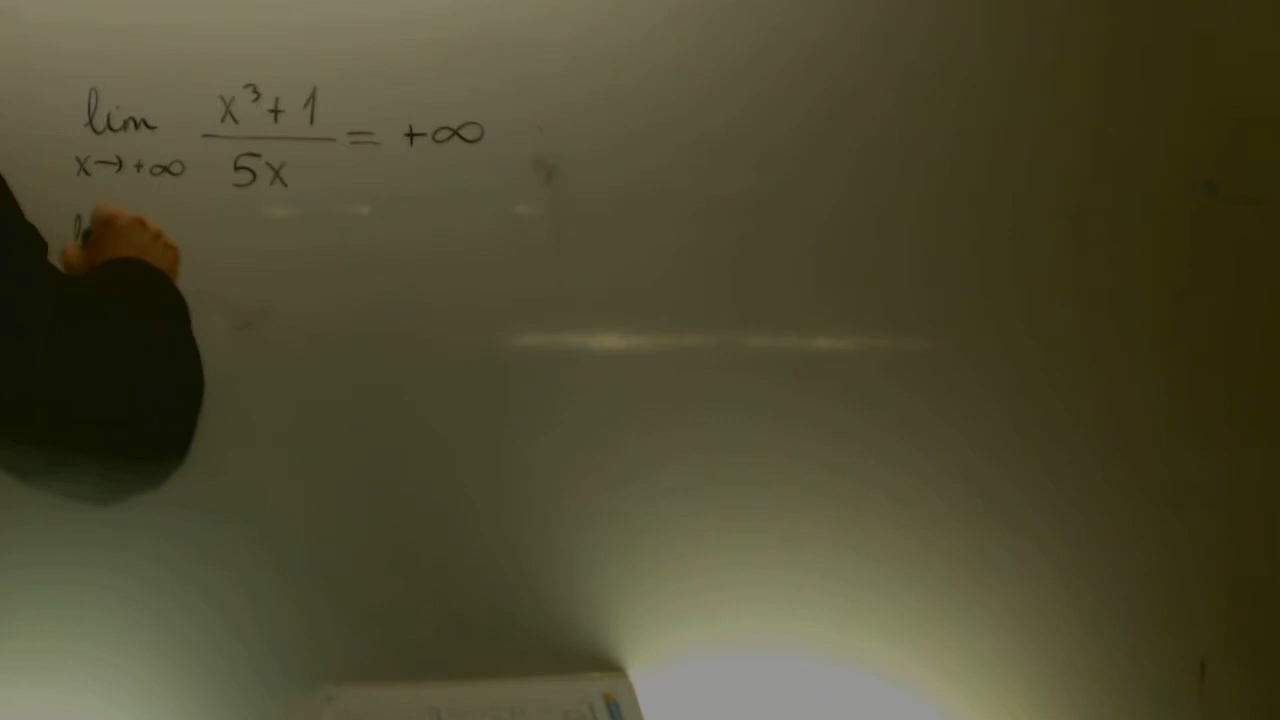 lim x→+∞ x³+1 / 5x = +∞
l